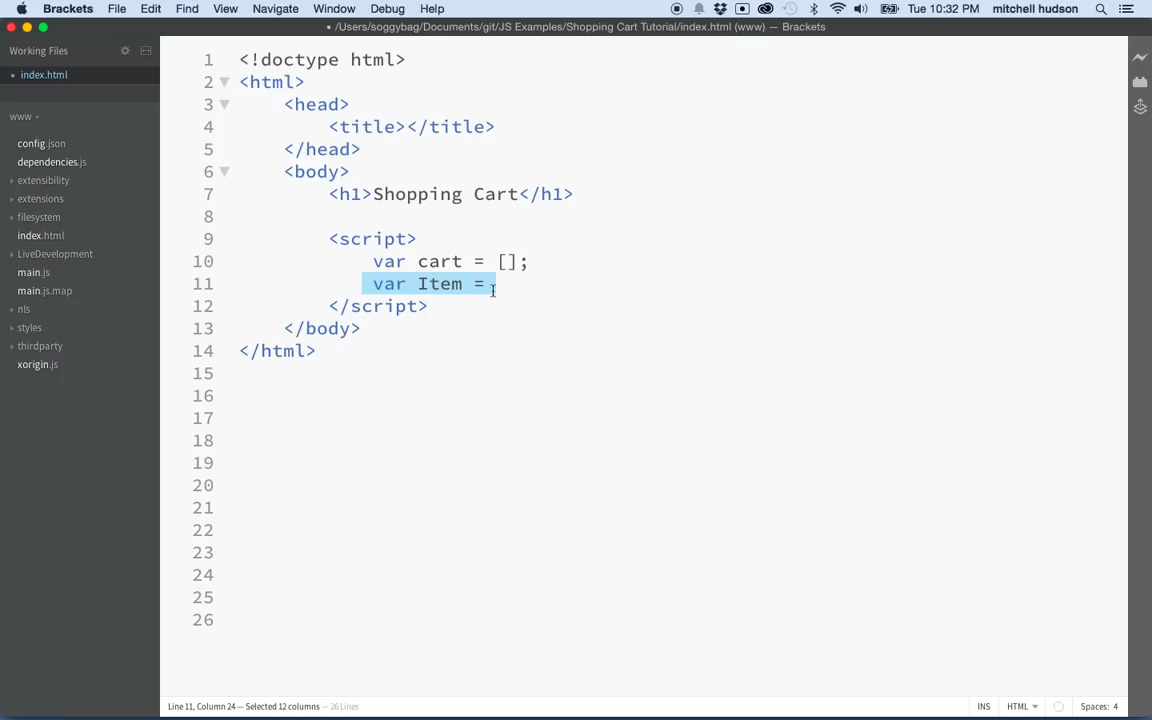 Brackets File Edit Find View Navigate Window Debug Help Tue 10:32 PM mitchell hudson
• /Users/soggybag/Documents/git/JS Examples/Shopping Cart Tutorial/index.html (www) — Brackets
Working Files
• index.html
www
config.json
dependencies.js
extensibility
extensions
filesystem
index.html
LiveDevelopment
main.js
main.js.map
nls
styles
thirdparty
xorigin.js
1 <!doctype html>
2 <html>
3 <head>
4 <title></title>
5 </head>
6 <body>
7 <h1>Shopping Cart</h1>
8
9 <script>
10 var cart = [];
11 var Item =
12 </script>
13 </body>
14 </html>
15
16
17
18
19
20
21
22
23
24
25
26
Line 11, Column 24 — Selected 12 columns — 26 Lines INS HTML Spaces: 4